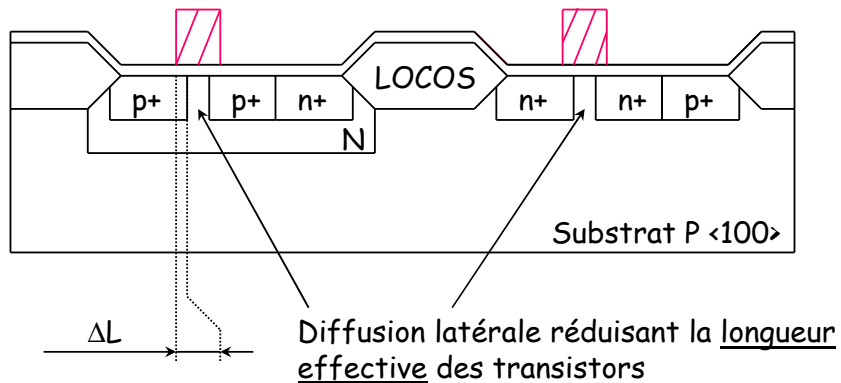 LOCOS
p+ p+ n+ n+ n+ p+
N
Substrat P <100>
ΔL
Diffusion latérale réduisant la longueur
effective des transistors